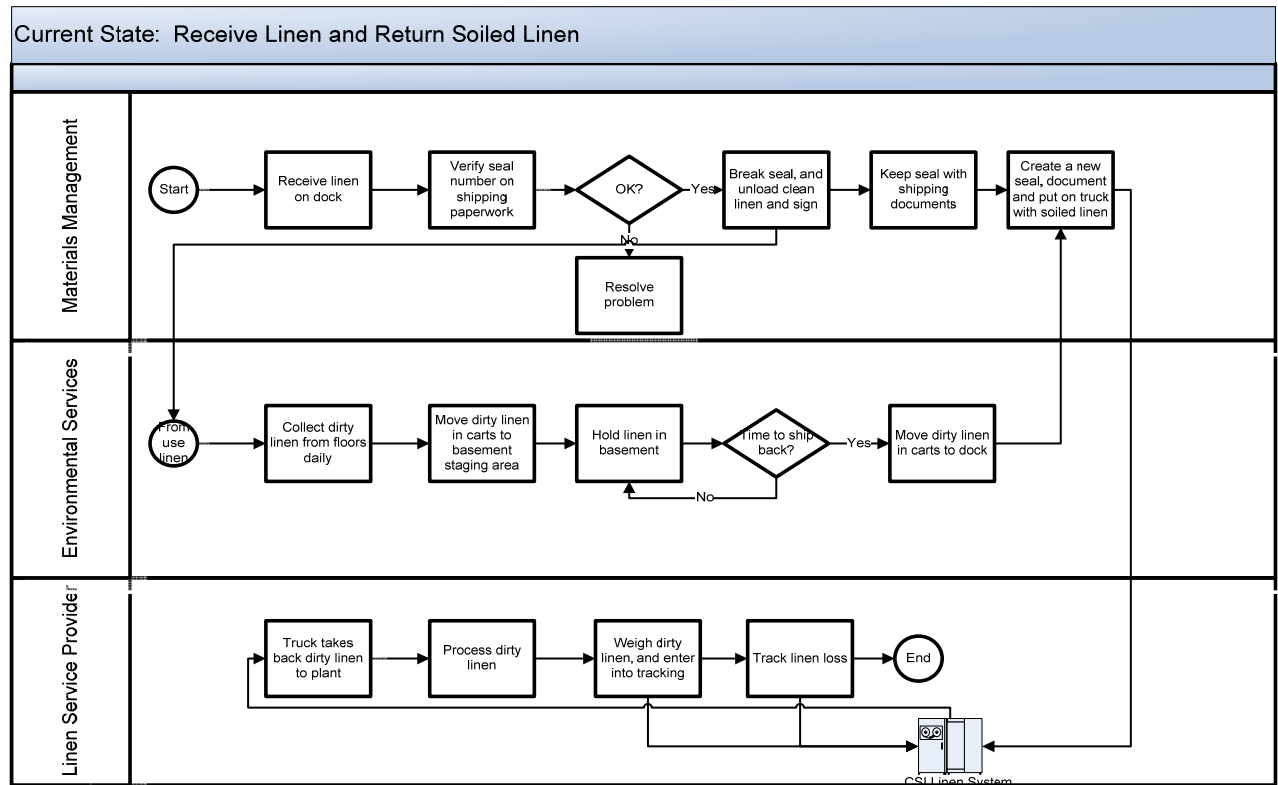 Current State:  Receive Linen and Return Soiled Linen
Materials Management
Start
Receive linen
on dock
Verify seal
number on
shipping
paperwork
OK?
Yes
Break seal, and
unload clean
linen and sign
Keep seal with
shipping
documents
Create a new
seal, document
and put on truck
with soiled linen
No
Resolve
problem
Environmental Services
From
use
linen
Collect dirty
linen from floors
daily
Move dirty linen
in carts to
basement
staging area
Hold linen in
basement
Time to ship
back?
Yes
Move dirty linen
in carts to dock
No
Linen Service Provider
Truck takes
back dirty linen
to plant
Process dirty
linen
Weigh dirty
linen, and enter
into tracking
Track linen loss
End
CSI Linen System